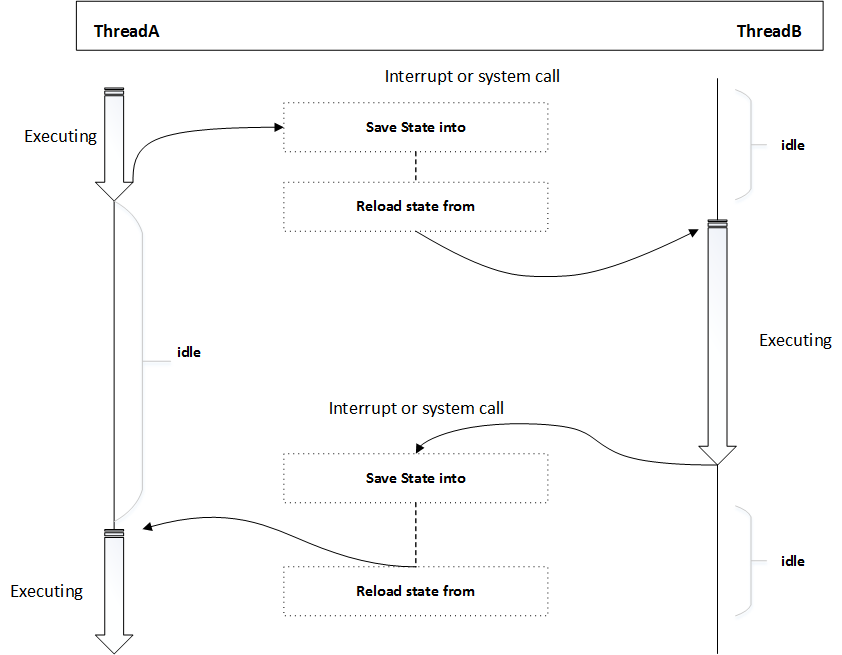 ThreadA
ThreadB
Interrupt or system call
Executing
Save State into
idle
Reload state from
Executing
idle
Interrupt or system call
Save State into
idle
Executing
Reload state from